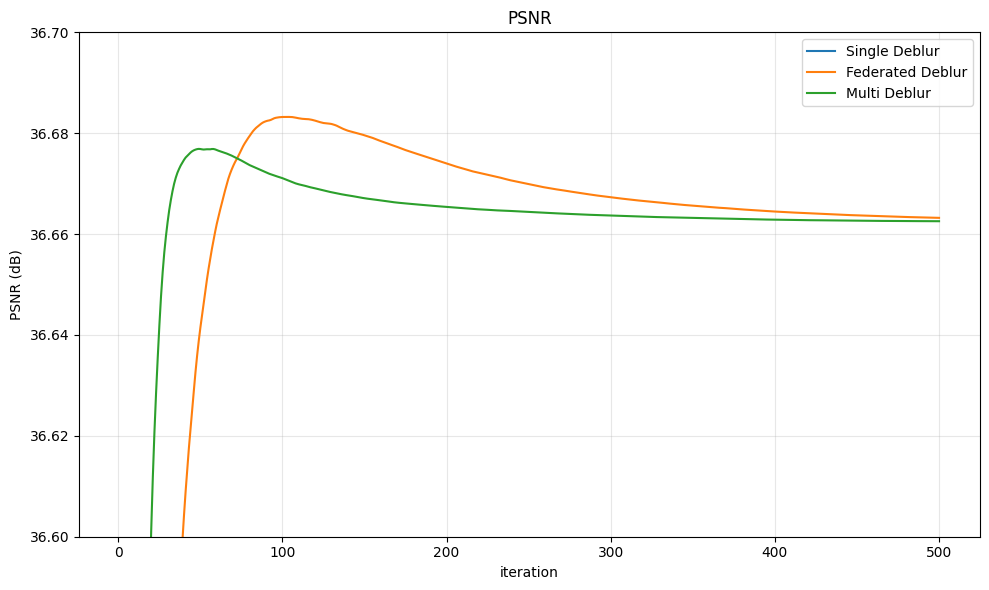 PSNR
Single Deblur
Federated Deblur
Multi Deblur
PSNR (dB)
36.70
36.68
36.66
36.64
36.62
36.60
0 100 200 300 400 500
iteration